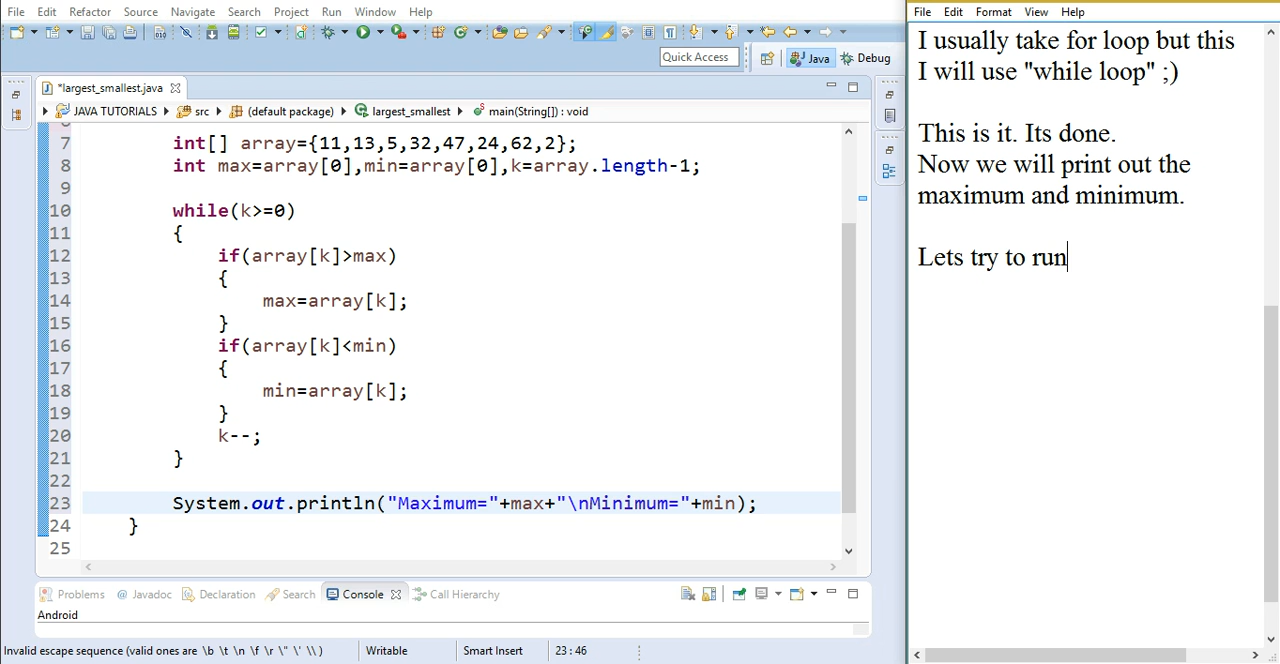 File Edit Refactor Source Navigate Search Project Run Window Help
Quick Access
Java
Debug
*largest_smallest.java
JAVA TUTORIALS src (default package) largest_smallest main(String[]) : void
7 int[] array={11,13,5,32,47,24,62,2};
8 int max=array[0],min=array[0],k=array.length-1;
9
10 while(k>=0)
11 {
12 if(array[k]>max)
13 {
14 max=array[k];
15 }
16 if(array[k]<min)
17 {
18 min=array[k];
19 }
20 k--;
21 }
22
23 System.out.println("Maximum="+max+"\nMinimum="+min);
24 }
25
Problems @ Javadoc Declaration Search Console Call Hierarchy
Android
Invalid escape sequence (valid ones are \b \t \n \f \r \" \' \\ )
Writable
Smart Insert
23 : 46
File Edit Format View Help
I usually take for loop but this
I will use "while loop" ;)
This is it. Its done.
Now we will print out the
maximum and minimum.
Lets try to run